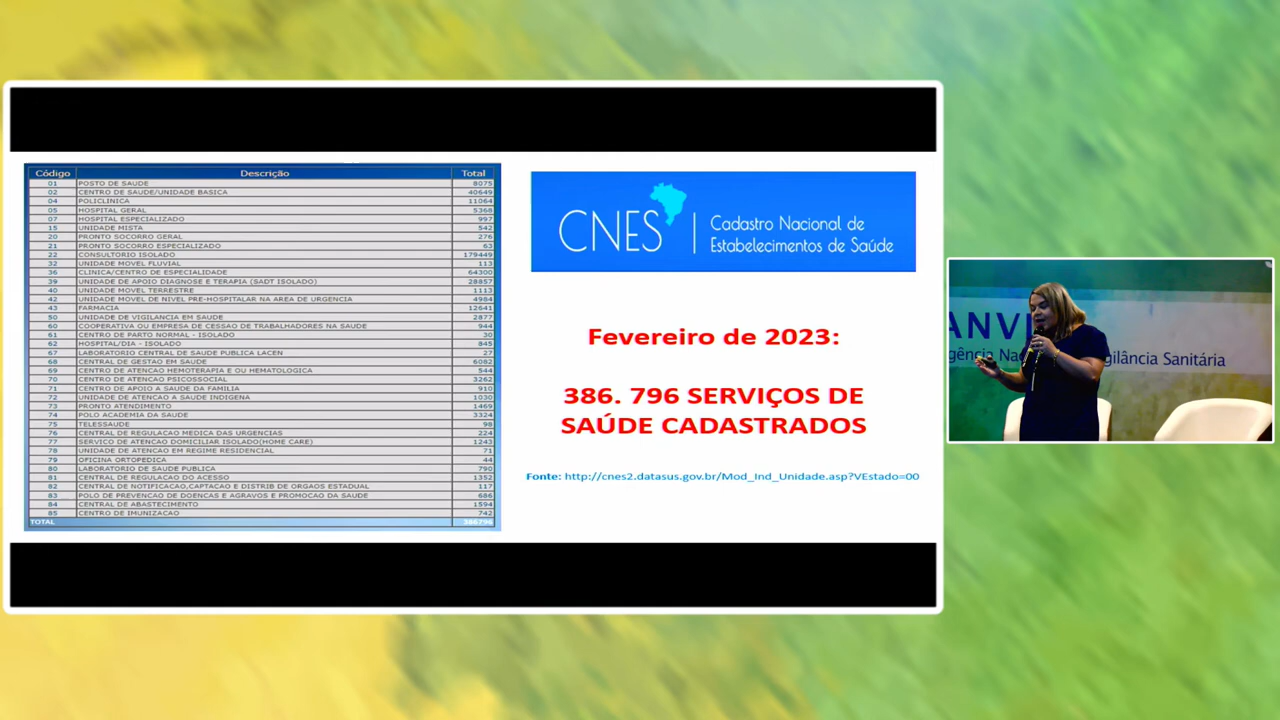 Código Descrição Total
01 POSTO DE SAUDE 8075
02 CENTRO DE SAUDE/UNIDADE BASICA 40649
04 POLICLINICA 11064
05 HOSPITAL GERAL 5368
07 HOSPITAL ESPECIALIZADO 997
15 UNIDADE MISTA 542
20 PRONTO SOCORRO GERAL 276
21 PRONTO SOCORRO ESPECIALIZADO 63
22 CONSULTORIO ISOLADO 179449
32 UNIDADE MOVEL FLUVIAL 113
36 CLINICA/CENTRO DE ESPECIALIDADE 64300
39 UNIDADE DE APOIO DIAGNOSE E TERAPIA (SADT ISOLADO) 28857
40 UNIDADE MOVEL TERRESTRE 1113
42 UNIDADE MOVEL DE NIVEL PRE-HOSPITALAR NA AREA DE URGENCIA 4984
43 FARMACIA 12641
50 UNIDADE DE VIGILANCIA EM SAUDE 2877
60 COOPERATIVA OU EMPRESA DE CESSAO DE TRABALHADORES NA SAUDE 944
61 CENTRO DE PARTO NORMAL - ISOLADO 30
62 HOSPITAL/DIA - ISOLADO 845
67 LABORATORIO CENTRAL DE SAUDE PUBLICA LACEN 27
68 CENTRAL DE GESTAO EM SAUDE 6082
69 CENTRO DE ATENCAO HEMOTERAPIA E OU HEMATOLOGICA 544
70 CENTRO DE ATENCAO PSICOSSOCIAL 3262
71 CENTRO DE APOIO A SAUDE DA FAMILIA 910
72 UNIDADE DE ATENCAO A SAUDE INDIGENA 1030
73 PRONTO ATENDIMENTO 1469
74 POLO ACADEMIA DA SAUDE 3324
75 TELESSAUDE 98
76 CENTRAL DE REGULACAO MEDICA DAS URGENCIAS 224
77 SERVICO DE ATENCAO DOMICILIAR ISOLADO(HOME CARE) 1243
78 UNIDADE DE ATENCAO EM REGIME RESIDENCIAL 71
79 OFICINA ORTOPEDICA 44
80 LABORATORIO DE SAUDE PUBLICA 790
81 CENTRAL DE REGULACAO DO ACESSO 1352
82 CENTRAL DE NOTIFICACAO,CAPTACAO E DISTRIB DE ORGAOS ESTADUAL 117
83 POLO DE PREVENCAO DE DOENCAS E AGRAVOS E PROMOCAO DA SAUDE 686
84 CENTRAL DE ABASTECIMENTO 1594
85 CENTRO DE IMUNIZACAO 742
TOTAL 386796
CNES | Cadastro Nacional de
Estabelecimentos de Saúde
Fevereiro de 2023:
386. 796 SERVIÇOS DE
SAÚDE CADASTRADOS
Fonte: http://cnes2.datasus.gov.br/Mod_Ind_Unidade.asp?VEstado=00
ANVI
gência Nac gilância Sanitária